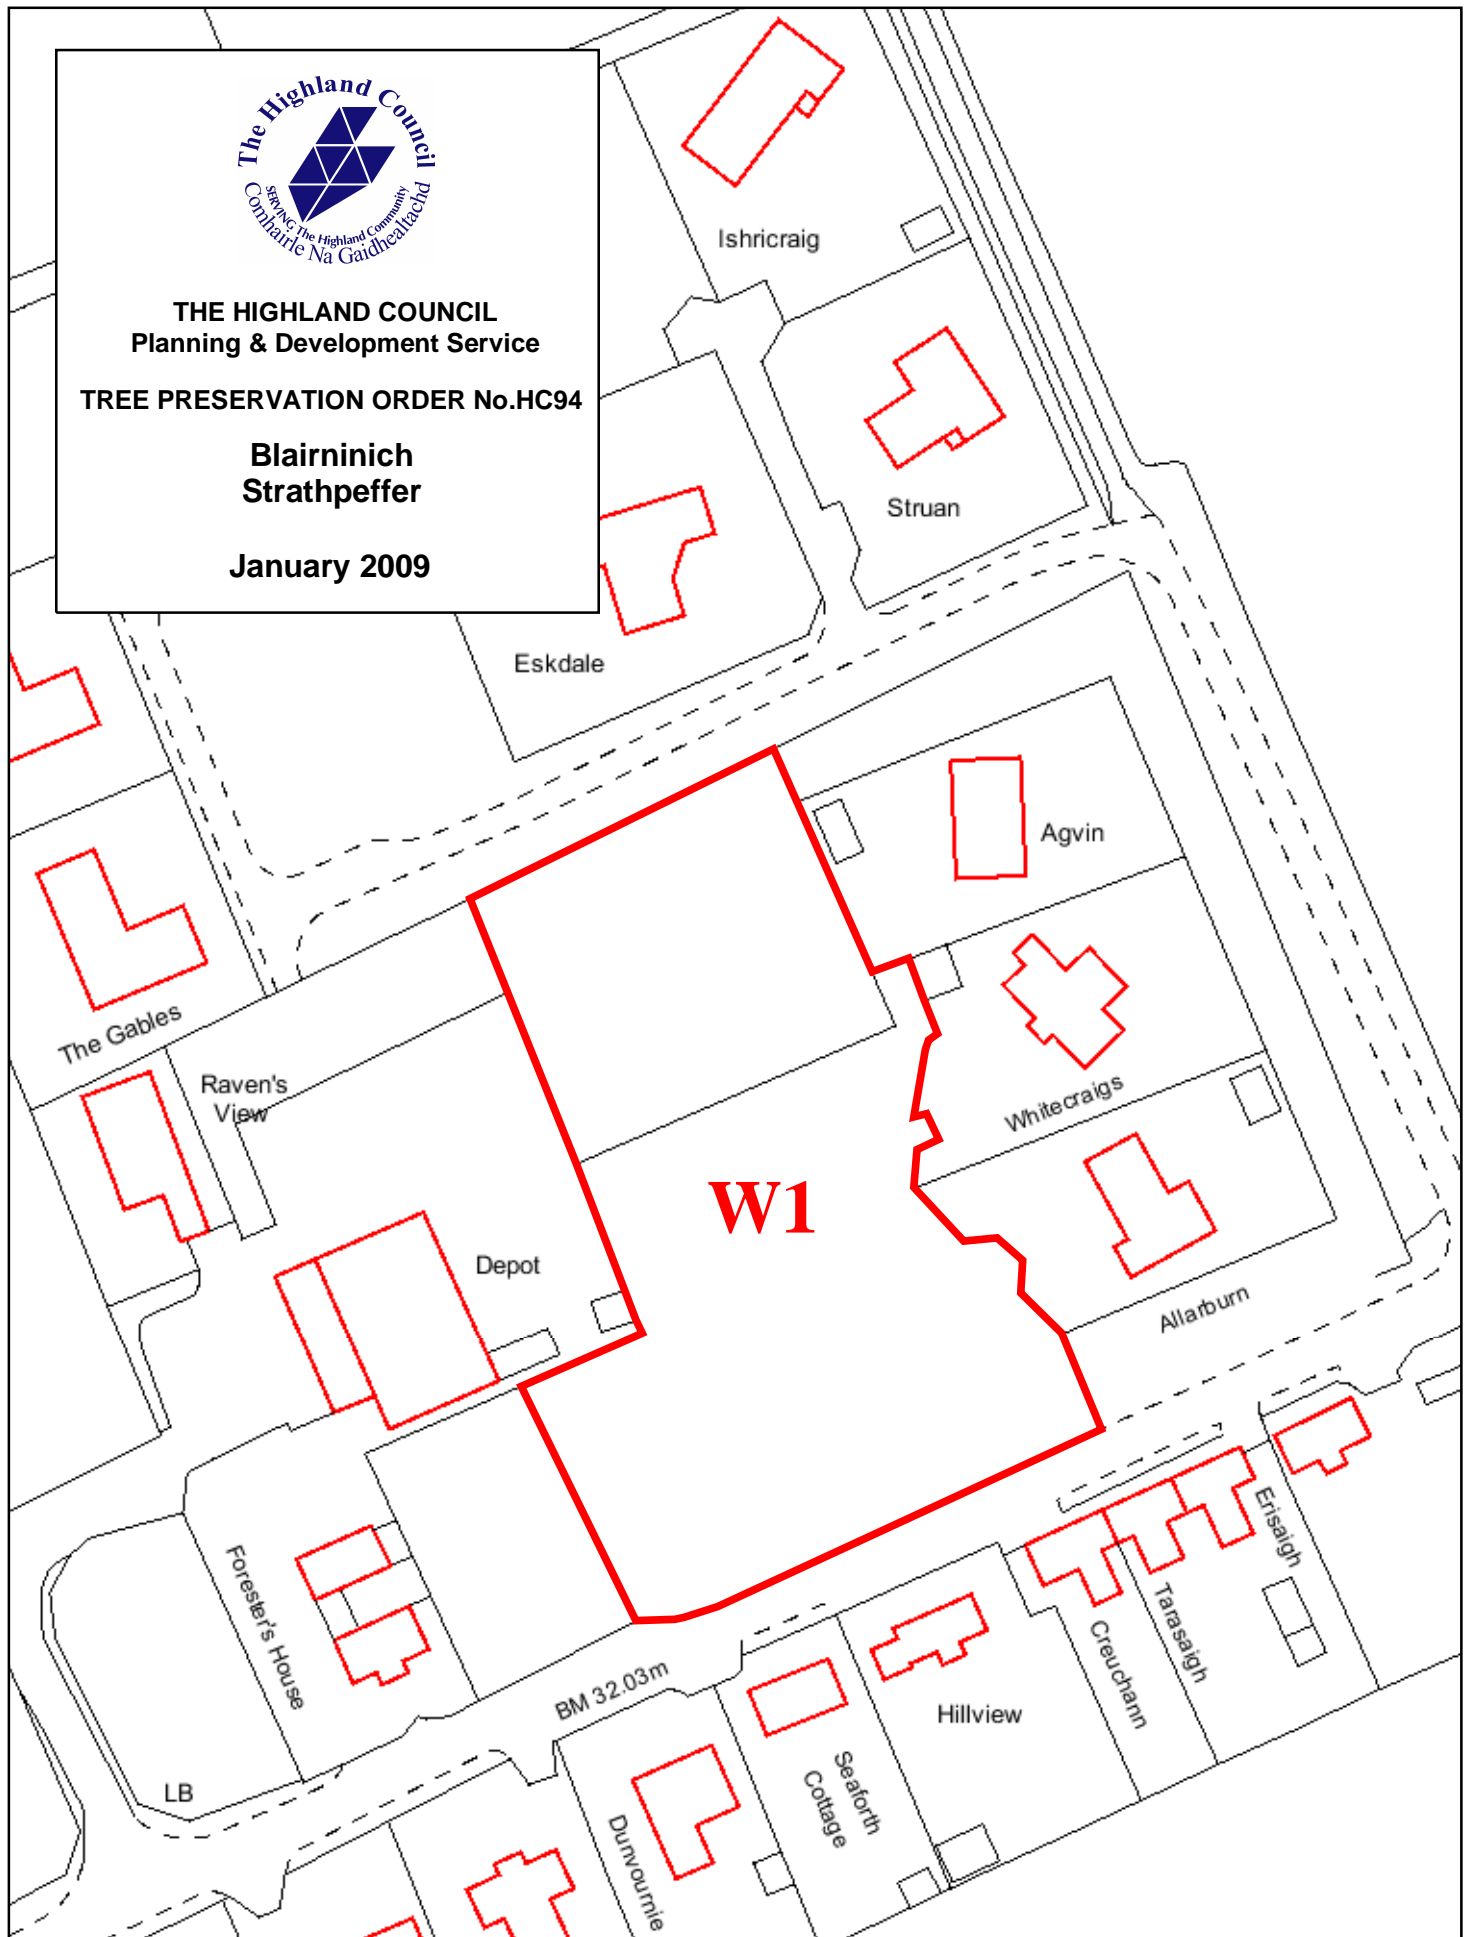 The Highland Council
SERVING The Highland Community
Comhairle Na Gaidhealtachd
THE HIGHLAND COUNCIL
Planning & Development Service
TREE PRESERVATION ORDER No.HC94
Blairninich
Strathpeffer
January 2009
Ishricraig
Struan
Eskdale
Agvin
The Gables
Raven's
View
Whitecraigs
W1
Depot
Allarburn
Forester's House
Erisaigh
Tarasaigh
Creuchann
BM 32.03m
Hillview
Seaforth
Cottage
LB
Dunvournie